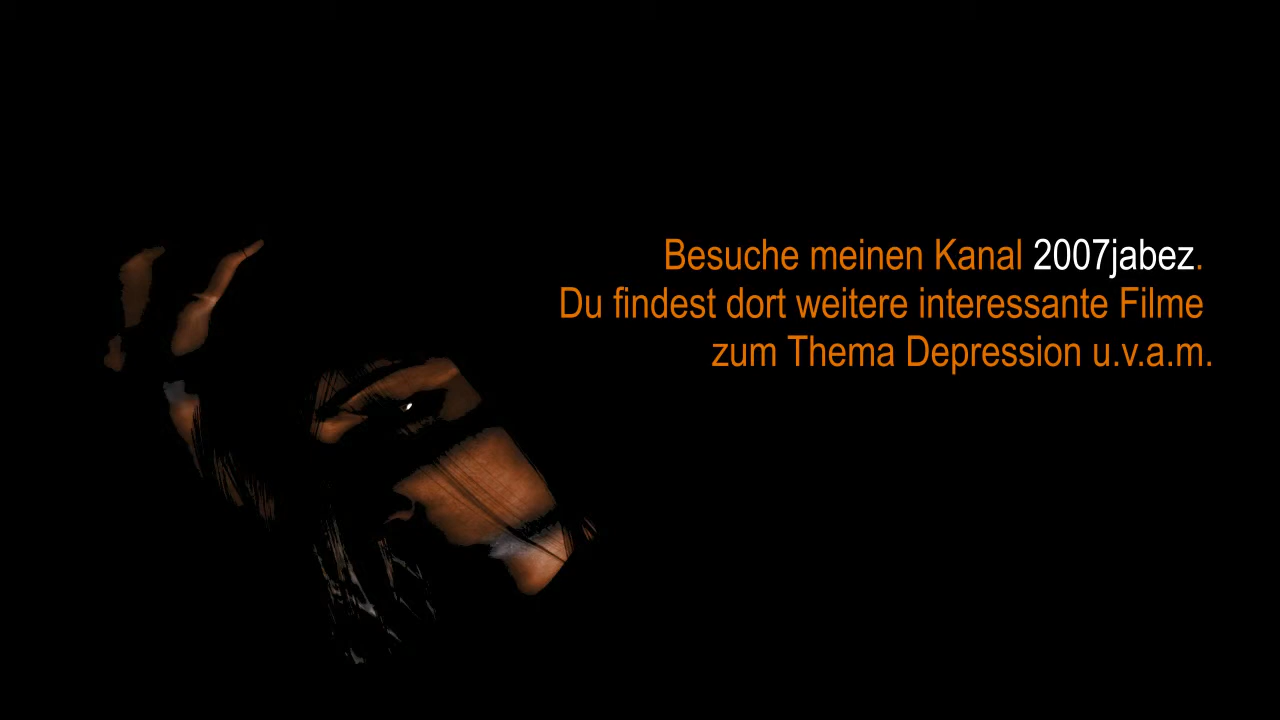 Besuche meinen Kanal 2007jabez.
Du findest dort weitere interessante Filme
zum Thema Depression u.v.a.m.